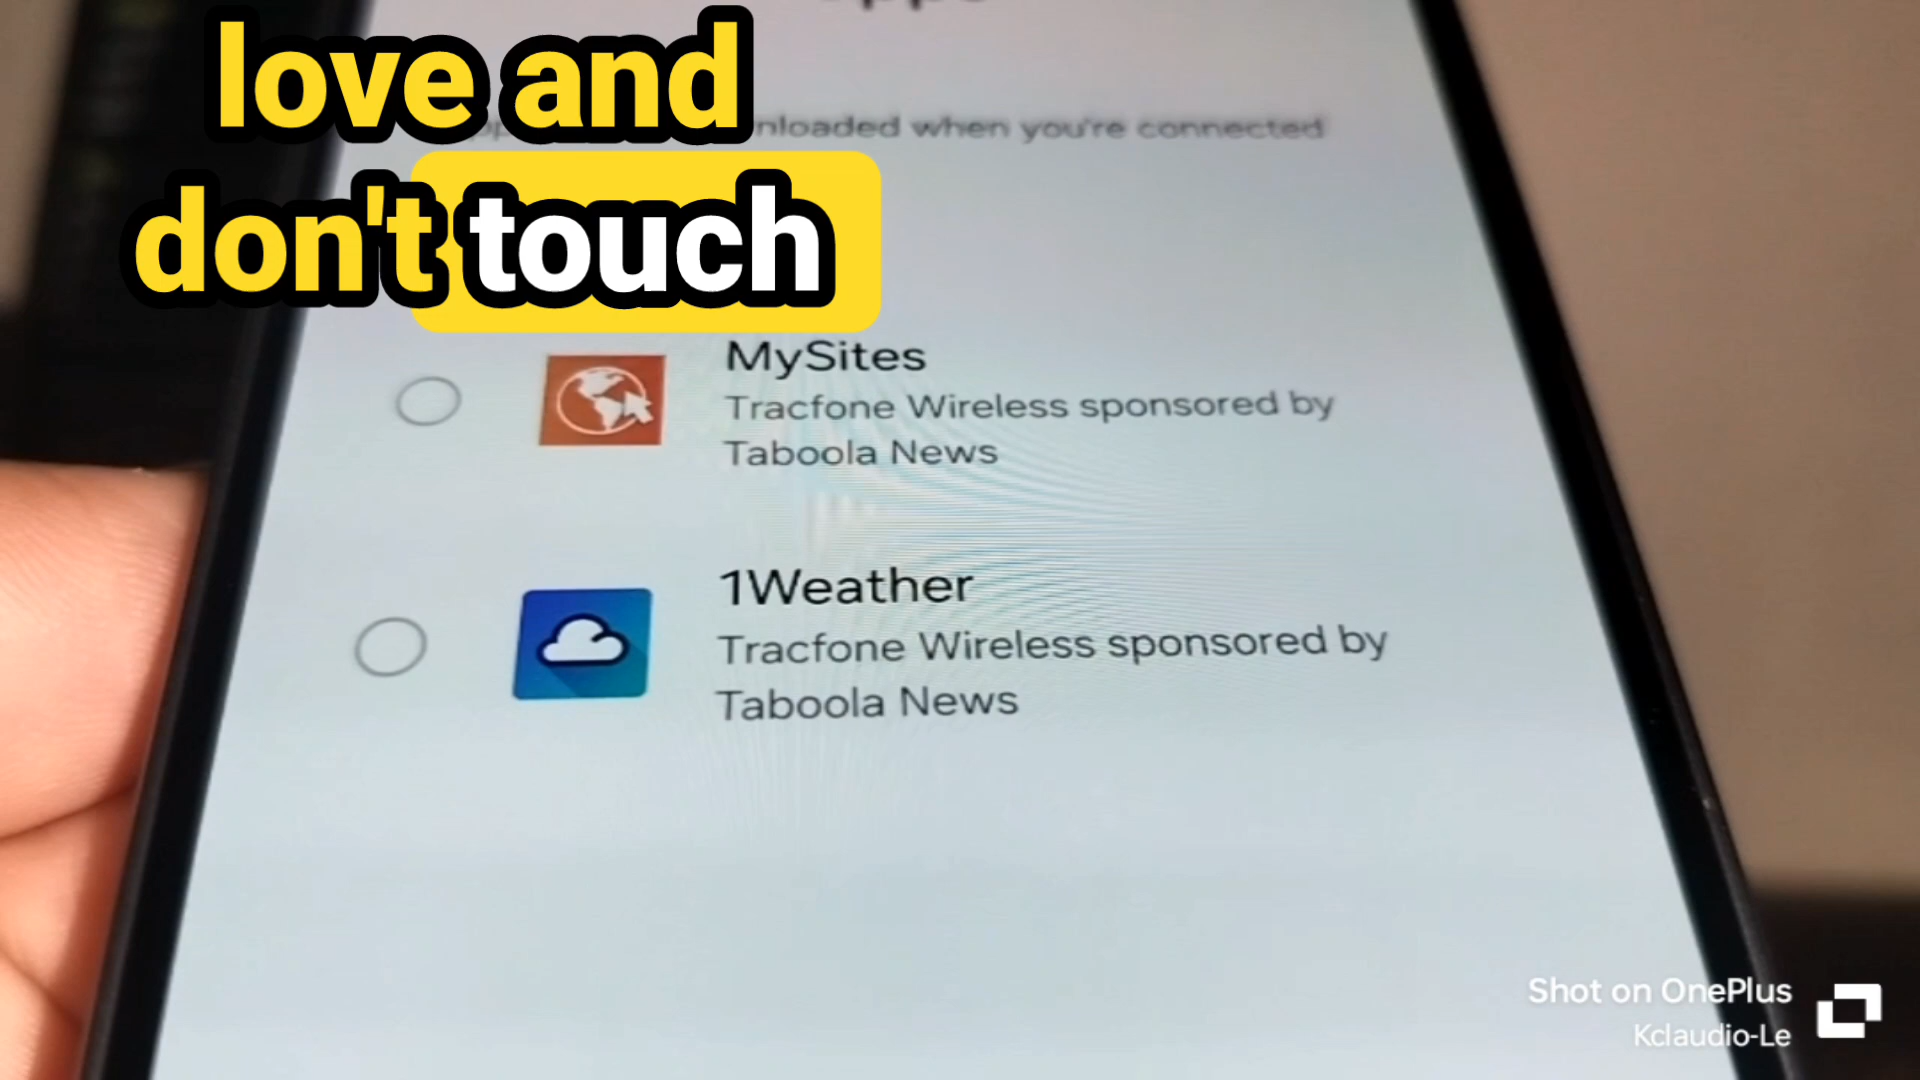 love and
don't touch
nloaded when you're connected
MySites
Tracfone Wireless sponsored by
Taboola News
1Weather
Tracfone Wireless sponsored by
Taboola News
Shot on OnePlus
Kclaudio-Le